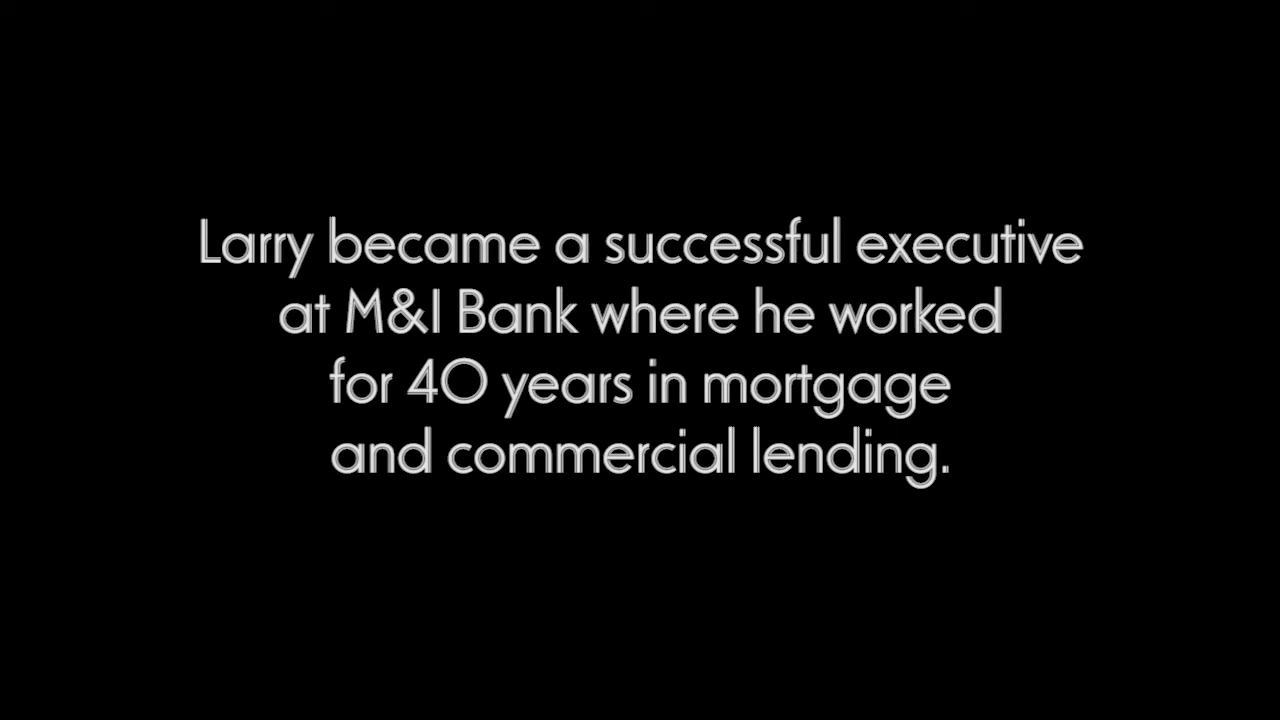 Larry became a successful executive
at M&I Bank where he worked
for 40 years in mortgage
and commercial lending.